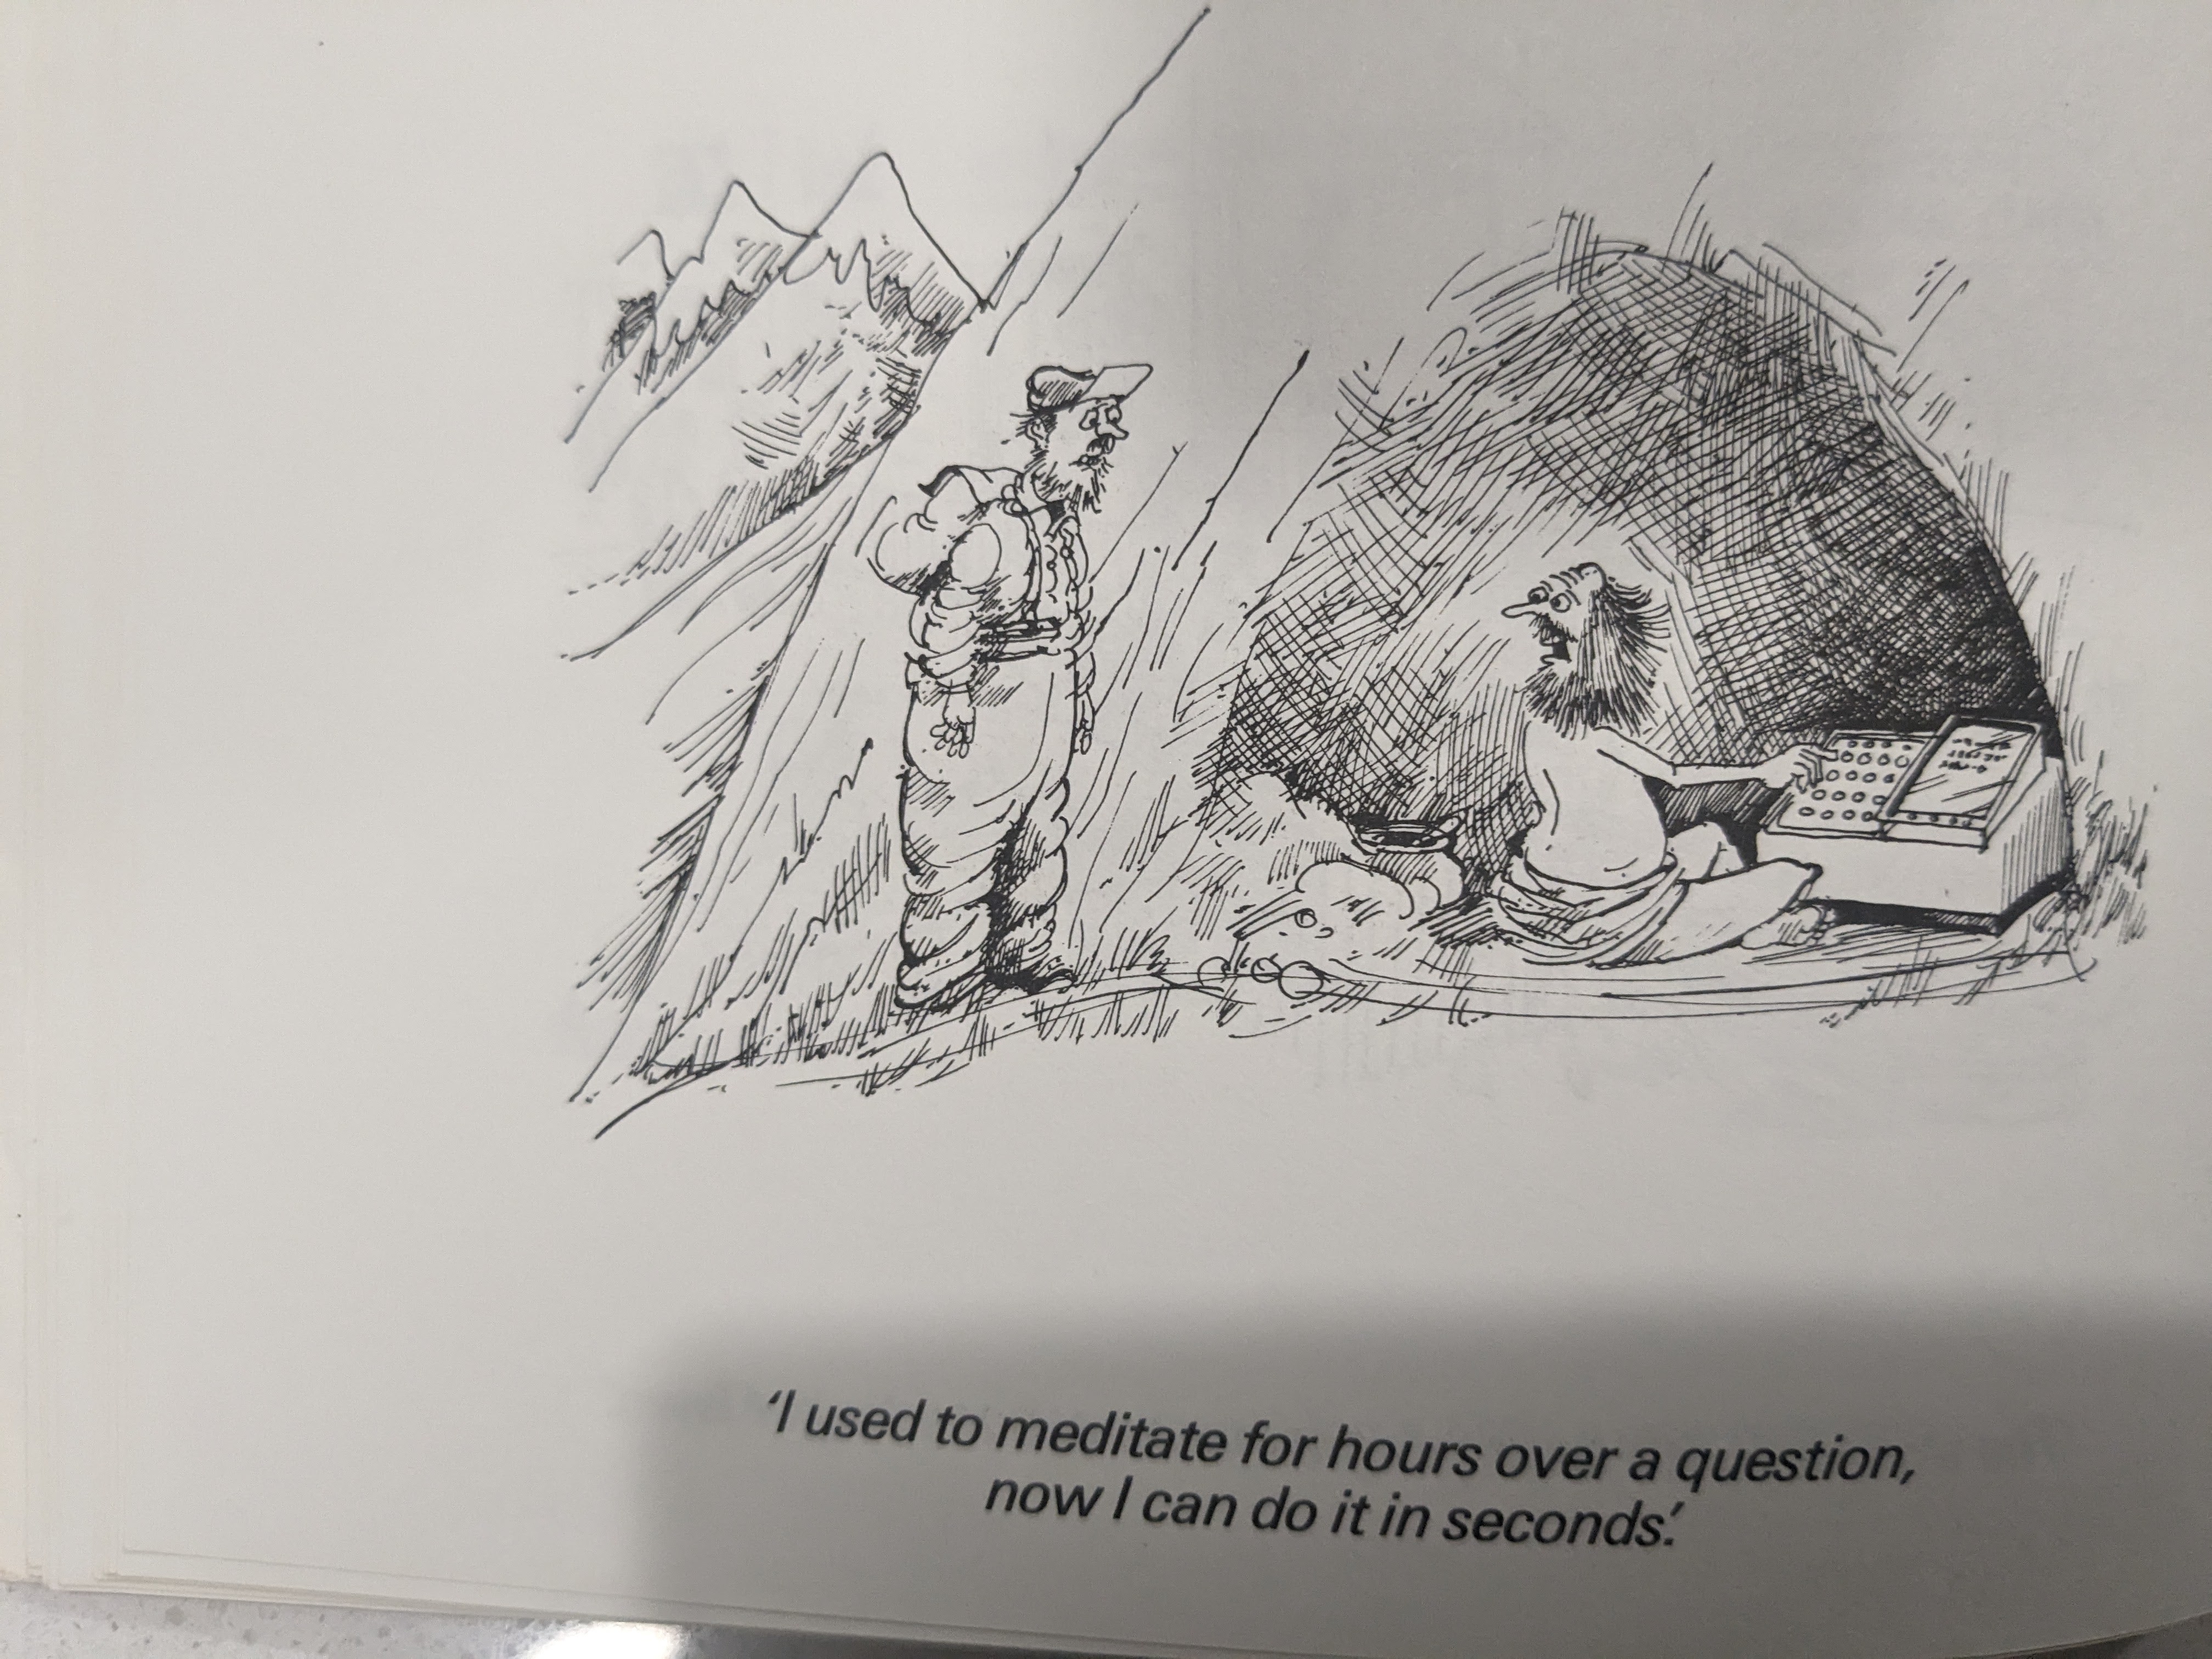 ‘I used to meditate for hours over a question,
now I can do it in seconds.’